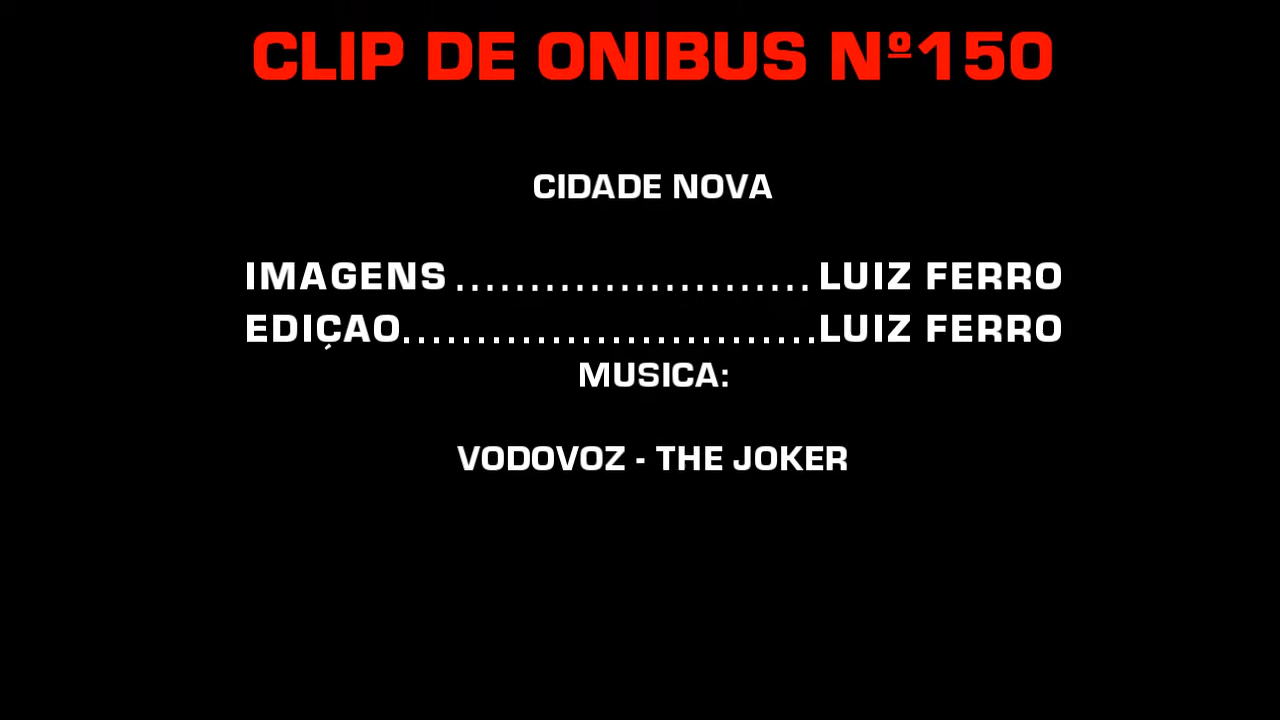 CLIP DE ONIBUS Nº150
CIDADE NOVA
IMAGENS........................LUIZ FERRO
EDIÇAO............................LUIZ FERRO
MUSICA:
VODOVOZ - THE JOKER